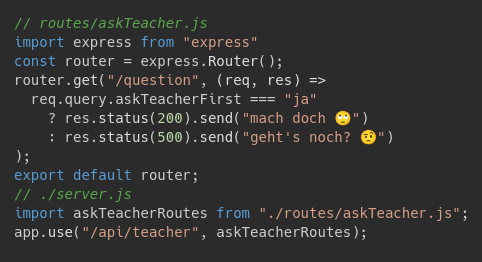 // routes/askTeacher.js
import express from "express"
const router = express.Router();
router.get("/question", (req, res) =>
  req.query.askTeacherFirst === "ja"
    ? res.status(200).send("mach doch 🙄")
    : res.status(500).send("geht's noch? 🤨")
);
export default router;
// ./server.js
import askTeacherRoutes from "./routes/askTeacher.js";
app.use("/api/teacher", askTeacherRoutes);